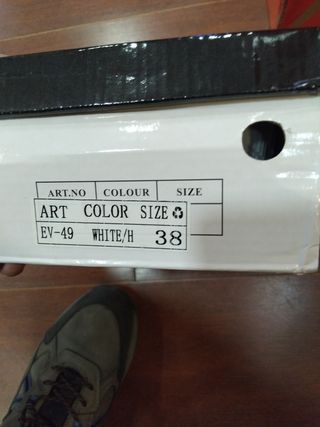 ART.NO COLOUR SIZE
ART COLOR SIZE
EV-49 WHITE/H 38